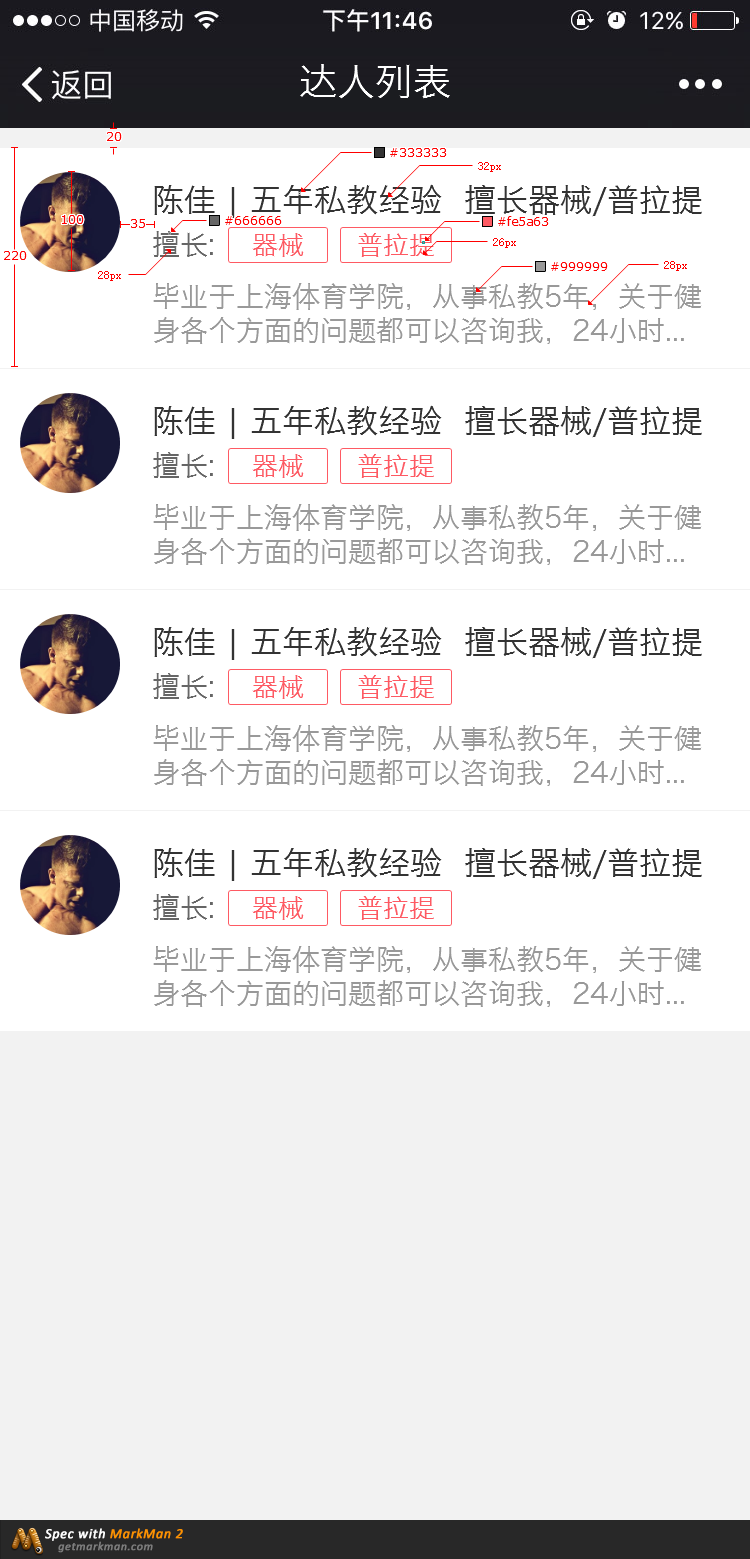 中国移动 下午11:46 12%
返回 达人列表
20
#333333
32px
陈佳 | 五年私教经验 擅长器械/普拉提
100
35
#666666
#fe5a63
220
擅长: 器械 普拉提
26px
28px
#999999
28px
毕业于上海体育学院，从事私教5年，关于健
身各个方面的问题都可以咨询我，24小时...
陈佳 | 五年私教经验 擅长器械/普拉提
擅长: 器械 普拉提
毕业于上海体育学院，从事私教5年，关于健
身各个方面的问题都可以咨询我，24小时...
陈佳 | 五年私教经验 擅长器械/普拉提
擅长: 器械 普拉提
毕业于上海体育学院，从事私教5年，关于健
身各个方面的问题都可以咨询我，24小时...
陈佳 | 五年私教经验 擅长器械/普拉提
擅长: 器械 普拉提
毕业于上海体育学院，从事私教5年，关于健
身各个方面的问题都可以咨询我，24小时...
Spec with MarkMan 2
getmarkman.com